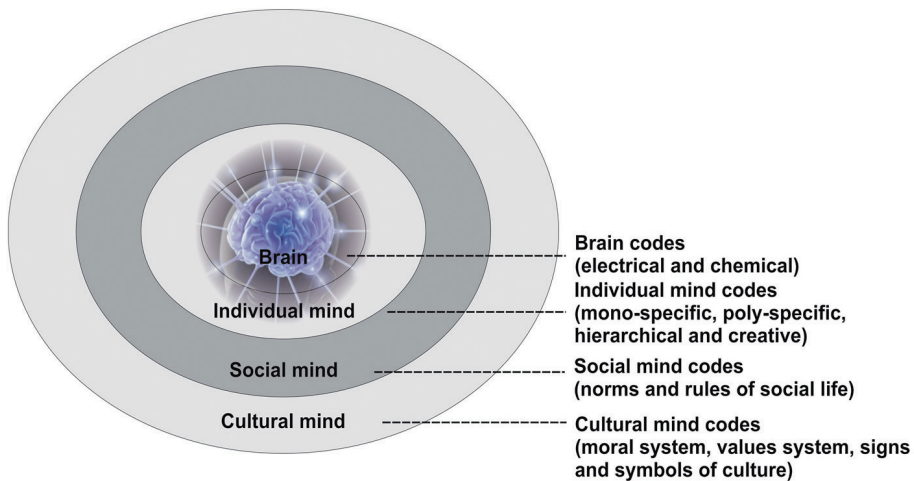 Brain
Individual mind
Social mind
Cultural mind
Brain codes
(electrical and chemical)
Individual mind codes
(mono-specific, poly-specific,
hierarchical and creative)
Social mind codes
(norms and rules of social life)
Cultural mind codes
(moral system, values system, signs
and symbols of culture)